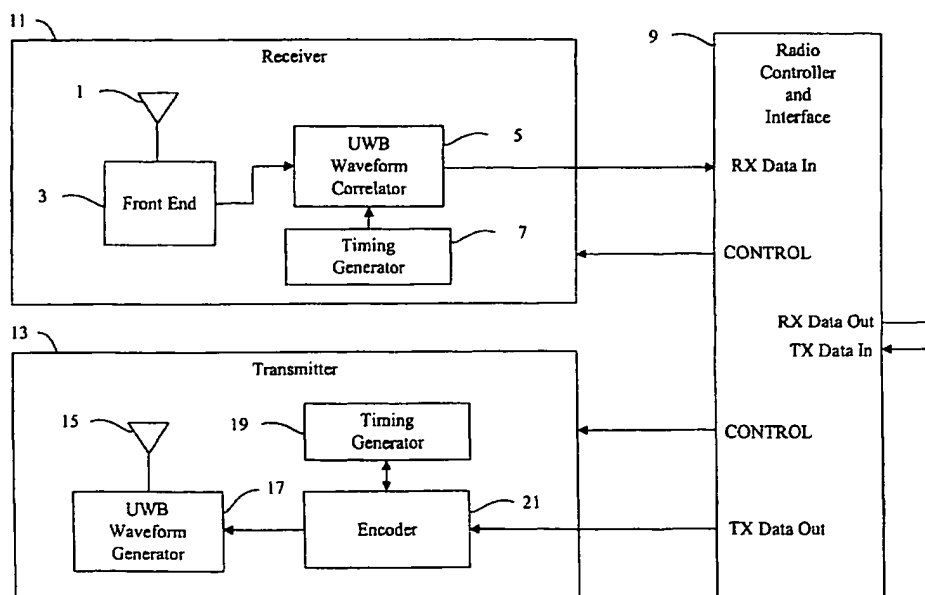 11
Receiver
1
3
Front End
UWB
Waveform
Correlator
5
Timing
Generator
7
9
Radio
Controller
and
Interface
RX Data In
CONTROL
RX Data Out
TX Data In
CONTROL
TX Data Out
13
Transmitter
15
19
Timing
Generator
UWB
Waveform
Generator
17
Encoder
21